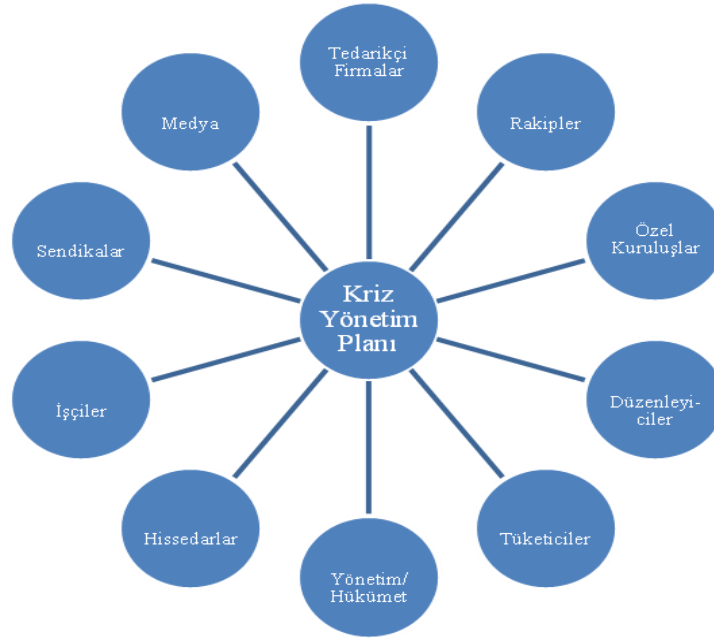 Tedarikçi
Firmalar
Medya
Rakipler
Sendikalar
Özel
Kuruluşlar
Kriz
Yönetim
Planı
İşçiler
Düzenleyi-
ciler
Hissedarlar
Tüketiciler
Yönetim/
Hükümet